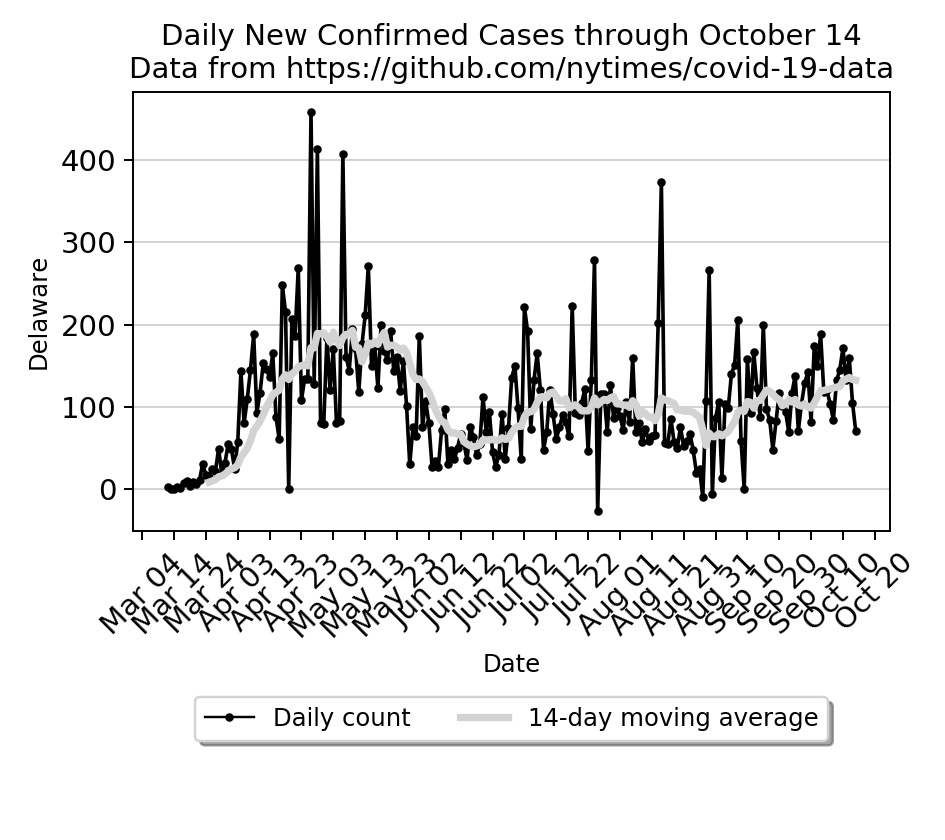 Daily New Confirmed Cases through October 14
Data from https://github.com/nytimes/covid-19-data
Delaware
400
300
200
100
0
Mar 04
Mar 14
Mar 24
Apr 03
Apr 13
Apr 23
May 03
May 13
May 23
Jun 02
Jun 12
Jun 22
Jul 02
Jul 12
Jul 22
Aug 01
Aug 11
Aug 21
Aug 31
Sep 10
Sep 20
Sep 30
Oct 10
Oct 20
Date
Daily count
14-day moving average